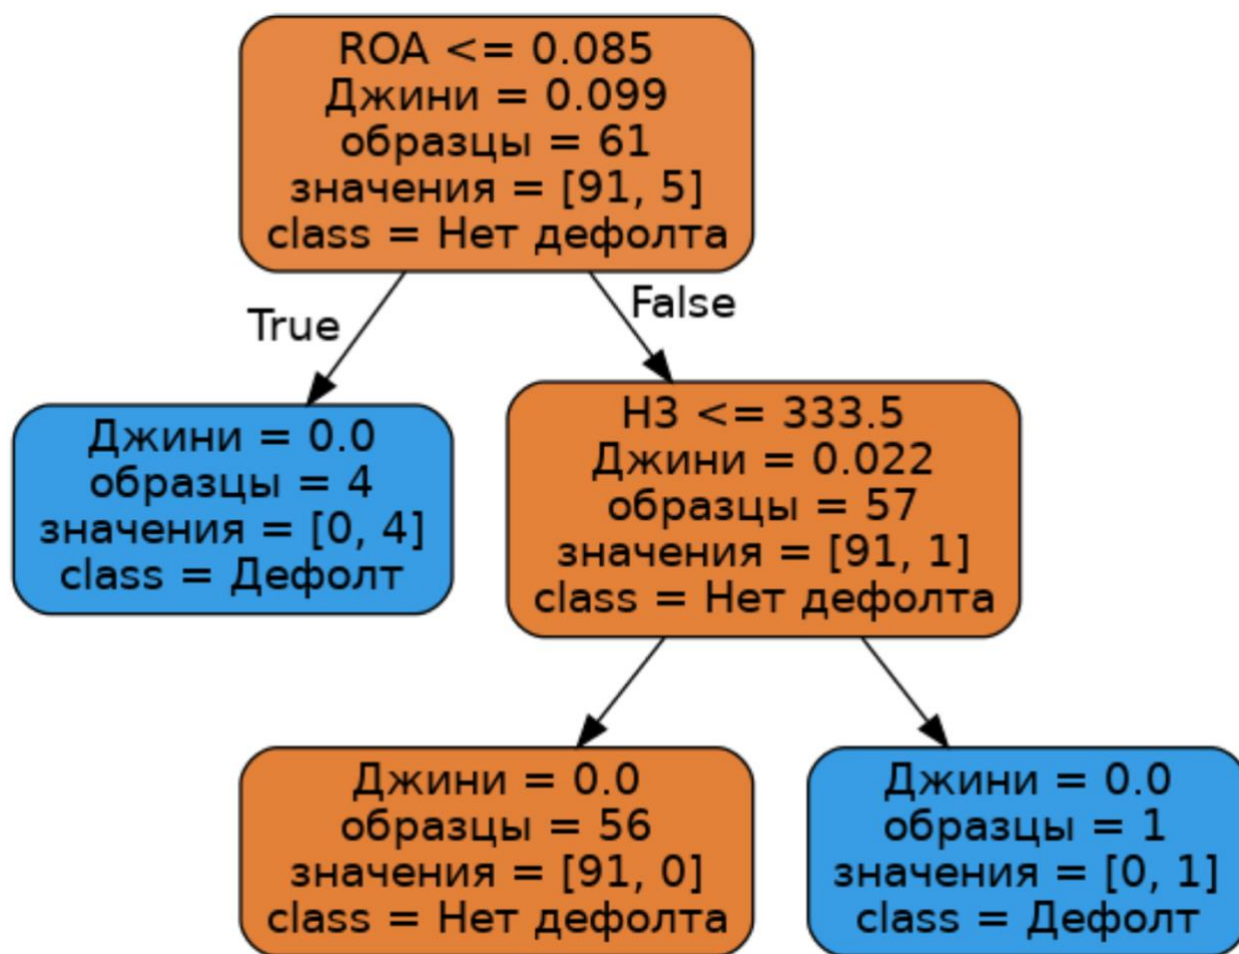 ROA <= 0.085
Джини = 0.099
образцы = 61
значения = [91, 5]
class = Нет дефолта
True
False
Джини = 0.0
образцы = 4
значения = [0, 4]
class = Дефолт
Н3 <= 333.5
Джини = 0.022
образцы = 57
значения = [91, 1]
class = Нет дефолта
Джини = 0.0
образцы = 56
значения = [91, 0]
class = Нет дефолта
Джини = 0.0
образцы = 1
значения = [0, 1]
class = Дефолт